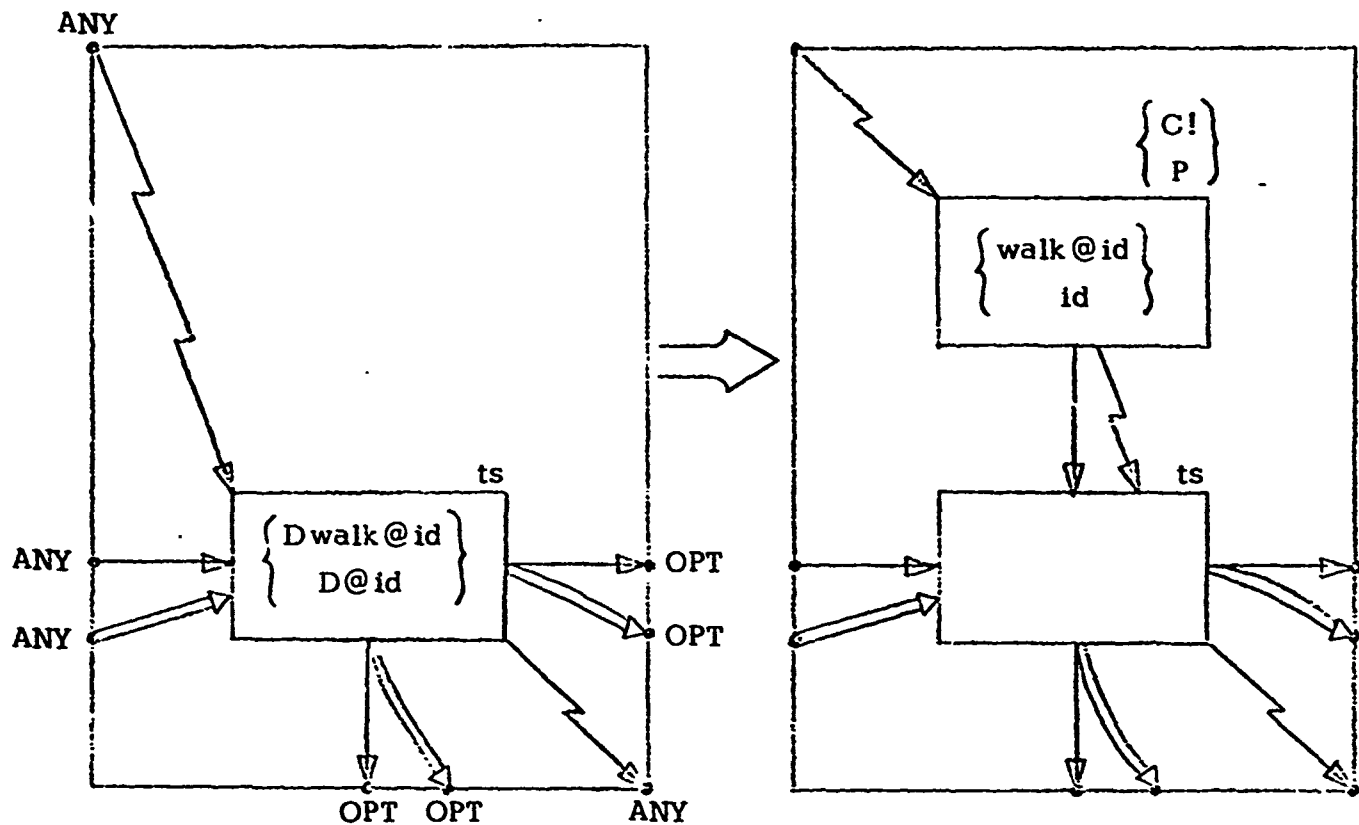 ANY
C!
P
walk@id
id
ts
ts
Dwalk@id
D@id
ANY
OPT
ANY
OPT
OPT OPT
ANY